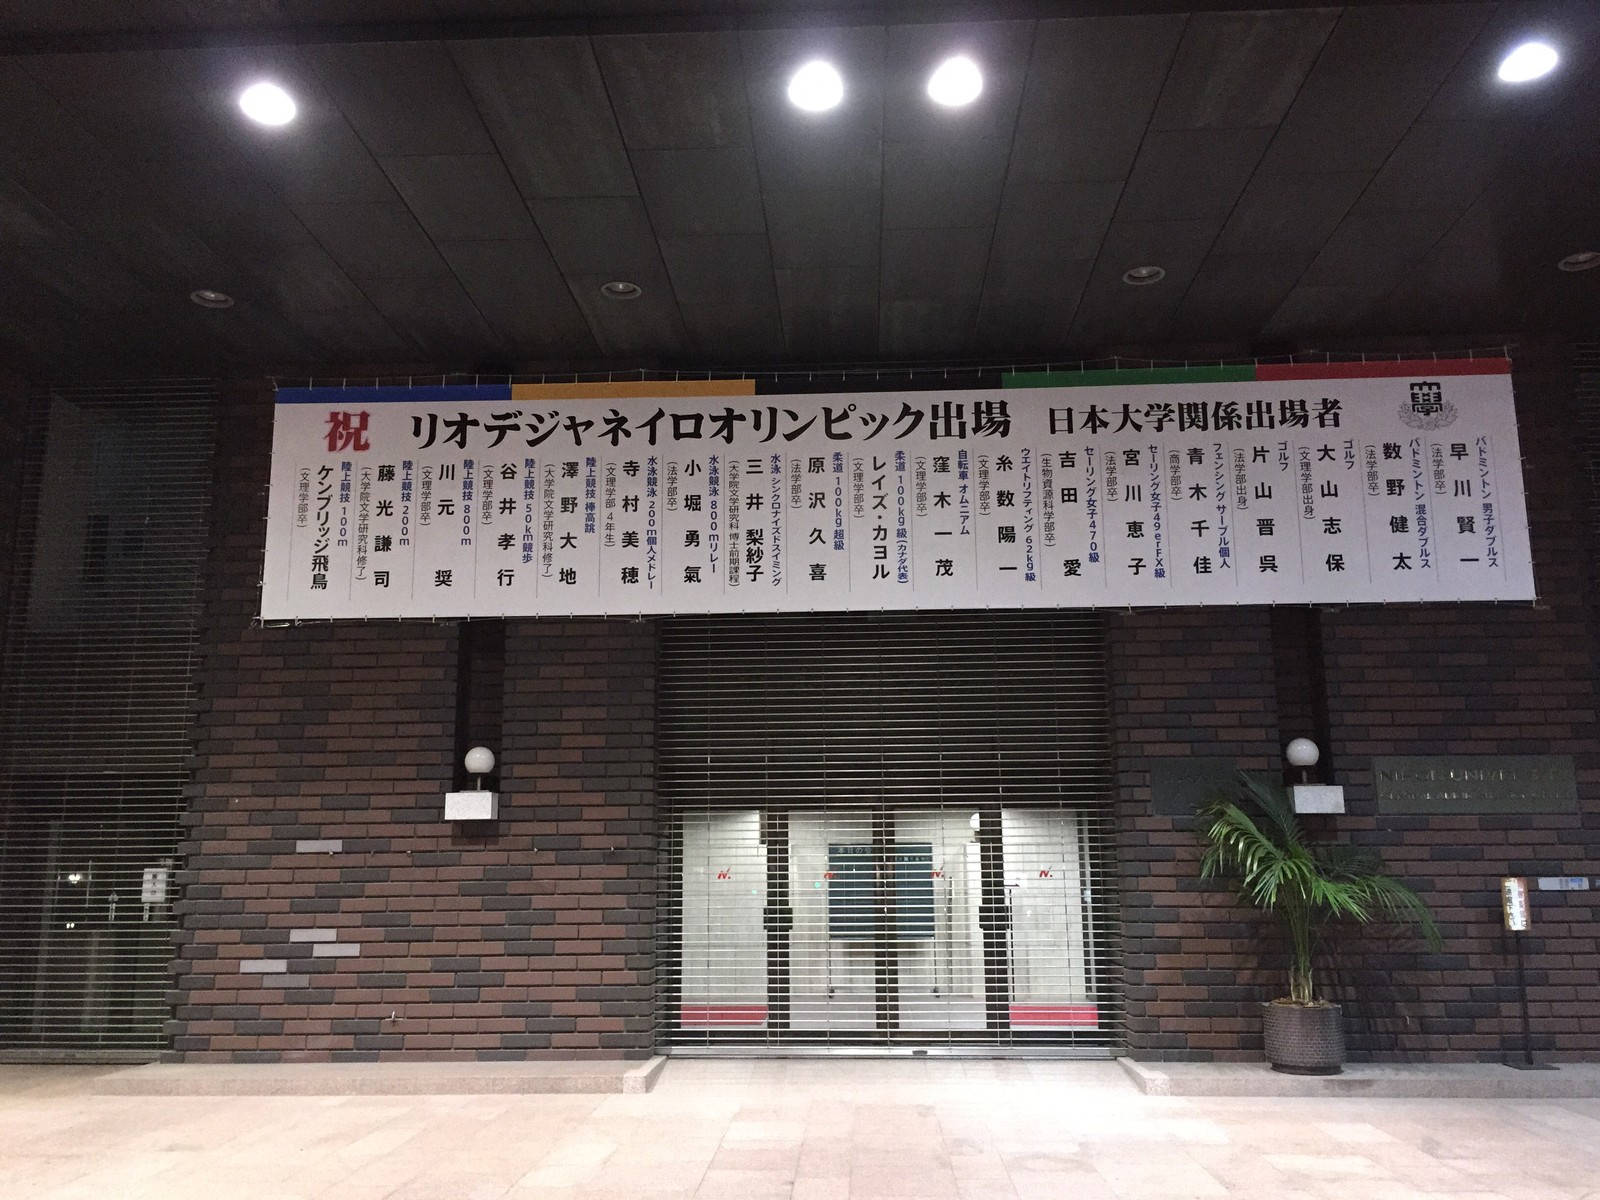 祝 リオデジャネイロオリンピック出場 日本大学関係出場者
學
バドミントン 男子ダブルス
早川賢一
(法学部卒)
バドミントン 混合ダブルス
数野健太
(法学部卒)
ゴルフ
大山志保
(文理学部出身)
ゴルフ
片山晋呉
(法学部出身)
フェンシング サーブル個人
青木千佳
(商学部卒)
セーリング女子49erFX級
宮川恵子
(法学部卒)
セーリング女子470級
吉田愛
(生物資源科学部卒)
ウエイトリフティング 62kg級
糸数陽一
(文理学部卒)
自転車 オムニアム
窪木一茂
(文理学部卒)
柔道 100kg級(カナダ代表)
レイズ・カヨル
(文理学部卒)
柔道 100kg超級
原沢久喜
(法学部卒)
水泳 シンクロナイズドスイミング
三井梨紗子
(大学院文学研究科博士前期課程)
水泳競泳 800mリレー
小堀勇氣
(法学部卒)
水泳競泳 200m個人メドレー
寺村美穂
(文理学部4年生)
陸上競技 棒高跳
澤野大地
(大学院文学研究科修了)
陸上競技 50km競歩
谷井孝行
(文理学部卒)
陸上競技 800m
川元奨
(文理学部卒)
陸上競技 200m
藤光謙司
(大学院文学研究科修了)
陸上競技 100m
ケンブリッジ飛鳥
(文理学部卒)
NIHON UNIVERSITY
N.
N.
N.
N.